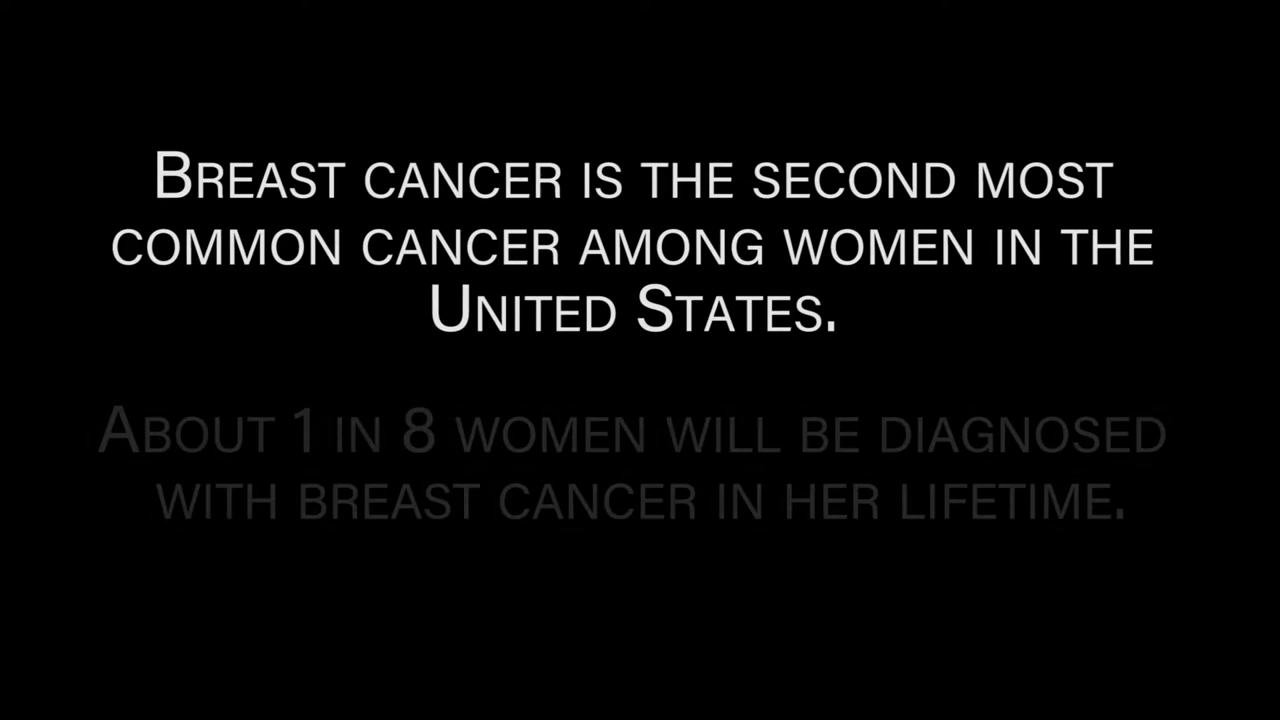 Breast cancer is the second most
common cancer among women in the
United States.
About 1 in 8 women will be diagnosed
with breast cancer in her lifetime.